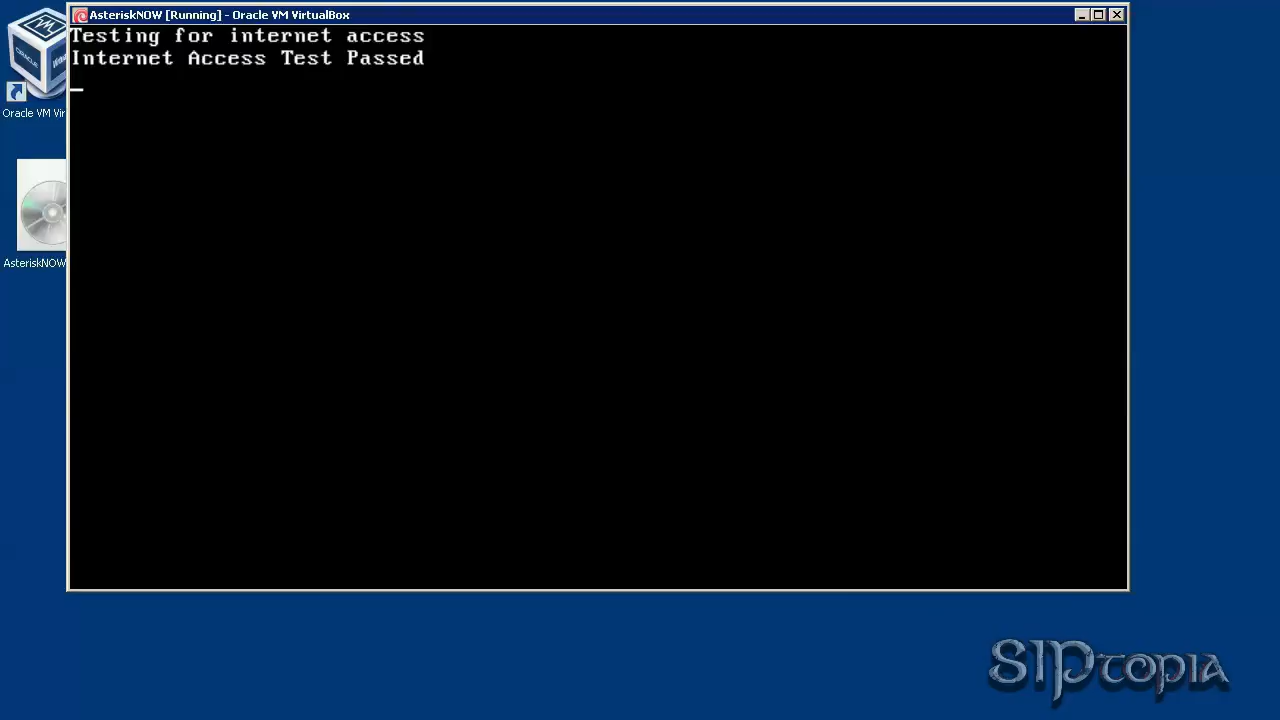 AsteriskNOW [Running] - Oracle VM VirtualBox
Testing for internet access
Internet Access Test Passed
Oracle VM Vir
AsteriskNOW
SIPtopia